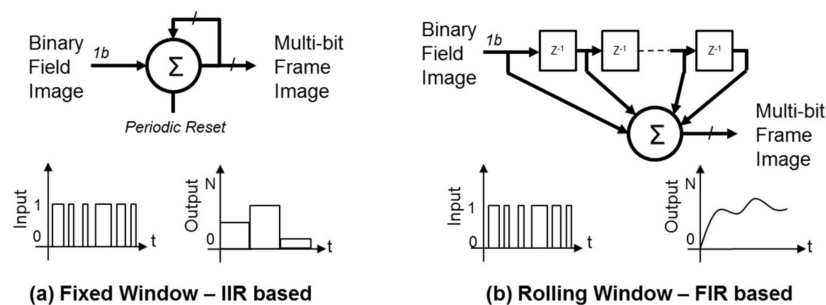 Binary
Field
Image
1b
Σ
Multi-bit
Frame
Image
Periodic Reset
Input
1
0
t
Output
N
0
t
(a) Fixed Window – IIR based
Binary
Field
Image
1b
Z-1
Z-1
Z-1
Σ
Multi-bit
Frame
Image
Input
1
0
t
Output
N
0
t
(b) Rolling Window – FIR based